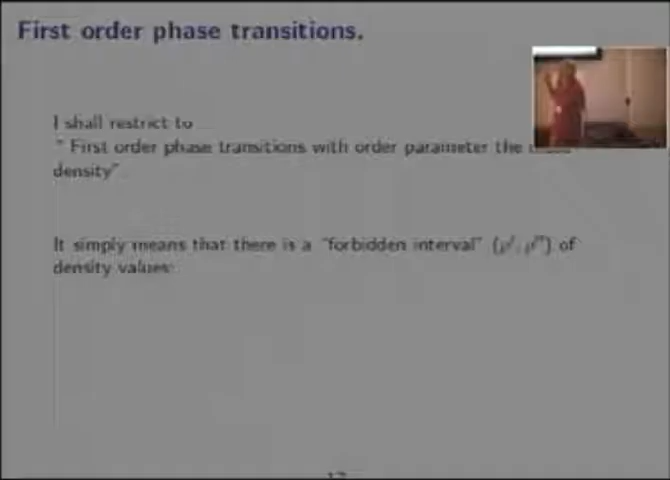 First order phase transitions.
I shall restrict to
" First order phase transitions with order parameter the
density"
It simply means that there is a "forbidden interval" (ρ′, ρ″) of
density values: